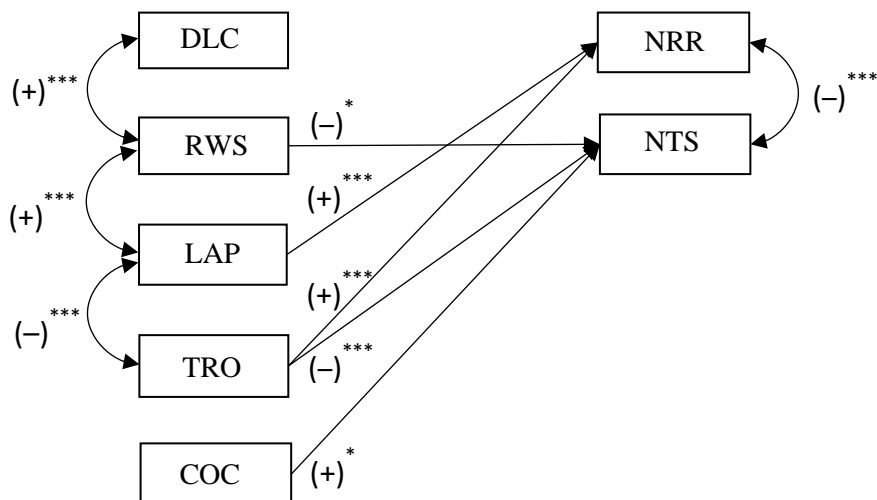 DLC
NRR
(+)***
(−)***
(−)*
RWS
NTS
(+)***
(+)***
LAP
(+)***
(−)***
TRO
(−)***
COC
(+)*